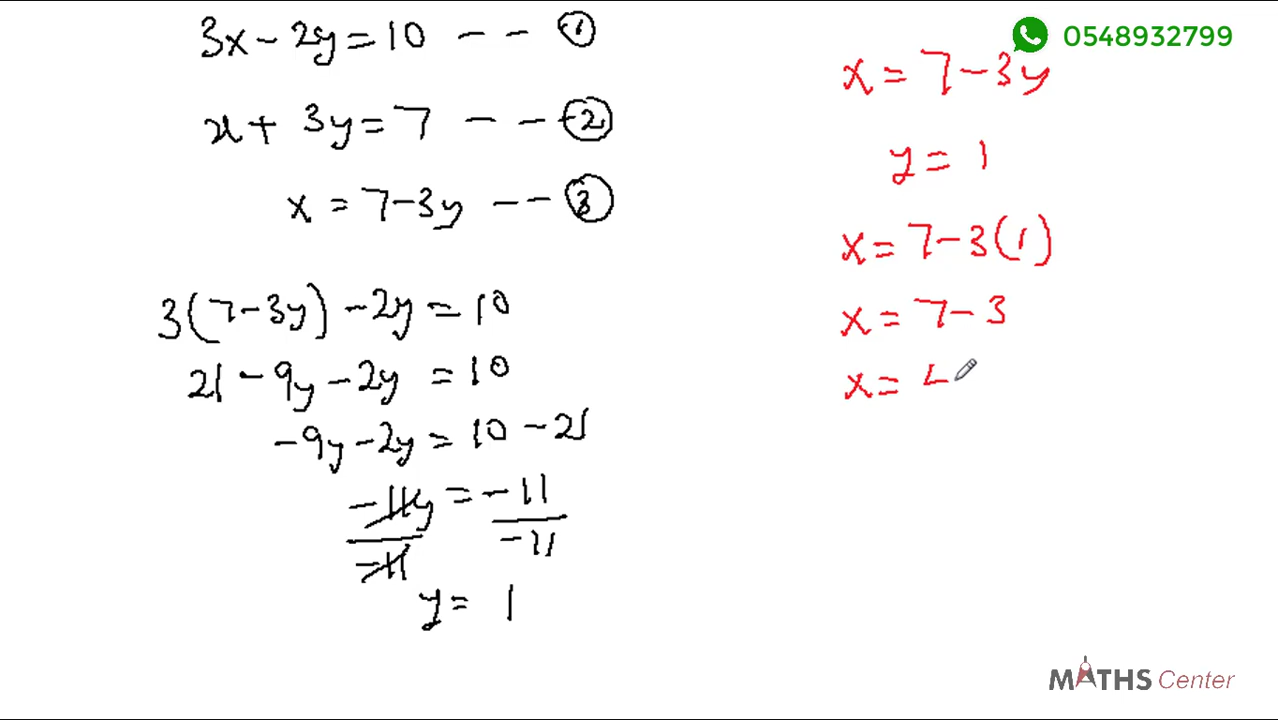 3x - 2y = 10 - - ①
x + 3y = 7 - - - ②
x = 7 - 3y - - ③
3(7 - 3y) - 2y = 10
21 - 9y - 2y = 10
-9y - 2y = 10 - 21
-11y = -11
-11 -11
y = 1
0548932799
x = 7 - 3y
y = 1
x = 7 - 3(1)
x = 7 - 3
x = 4
MATHS Center